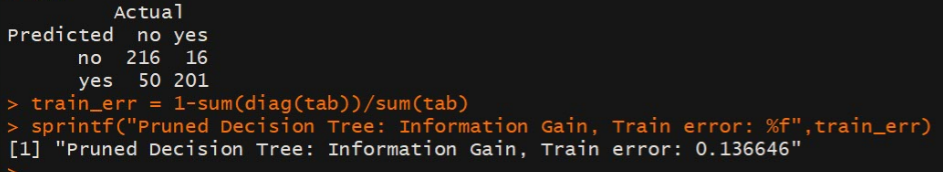 Actual
Predicted no yes
no 216 16
yes 50 201
> train_err = 1-sum(diag(tab))/sum(tab)
> sprintf("Pruned Decision Tree: Information Gain, Train error: %f",train_err)
[1] "Pruned Decision Tree: Information Gain, Train error: 0.136646"
>